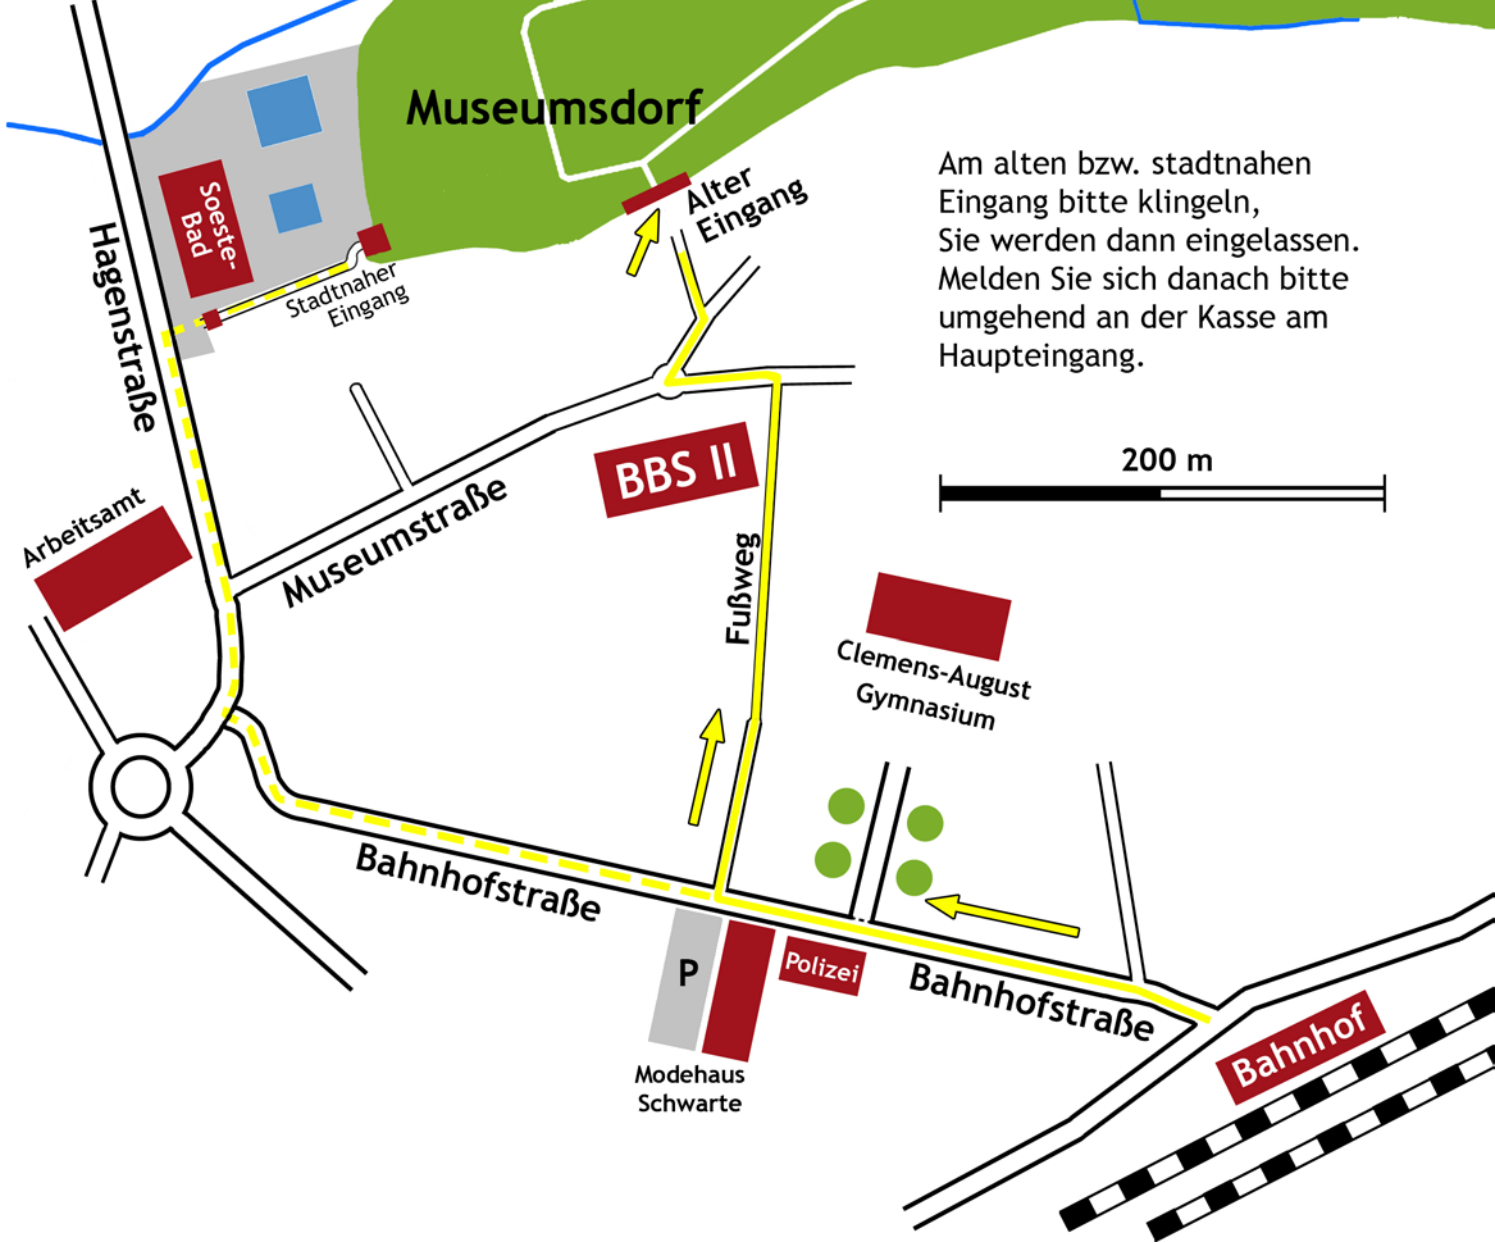 Museumsdorf
Alter
Eingang
Soeste-
Bad
Stadtnaher
Eingang
Hagenstraße
Am alten bzw. stadtnahen
Eingang bitte klingeln,
Sie werden dann eingelassen.
Melden Sie sich danach bitte
umgehend an der Kasse am
Haupteingang.
200 m
BBS II
Museumstraße
Arbeitsamt
Fußweg
Clemens-August
Gymnasium
Bahnhofstraße
P
Polizei
Bahnhofstraße
Bahnhof
Modehaus
Schwarte